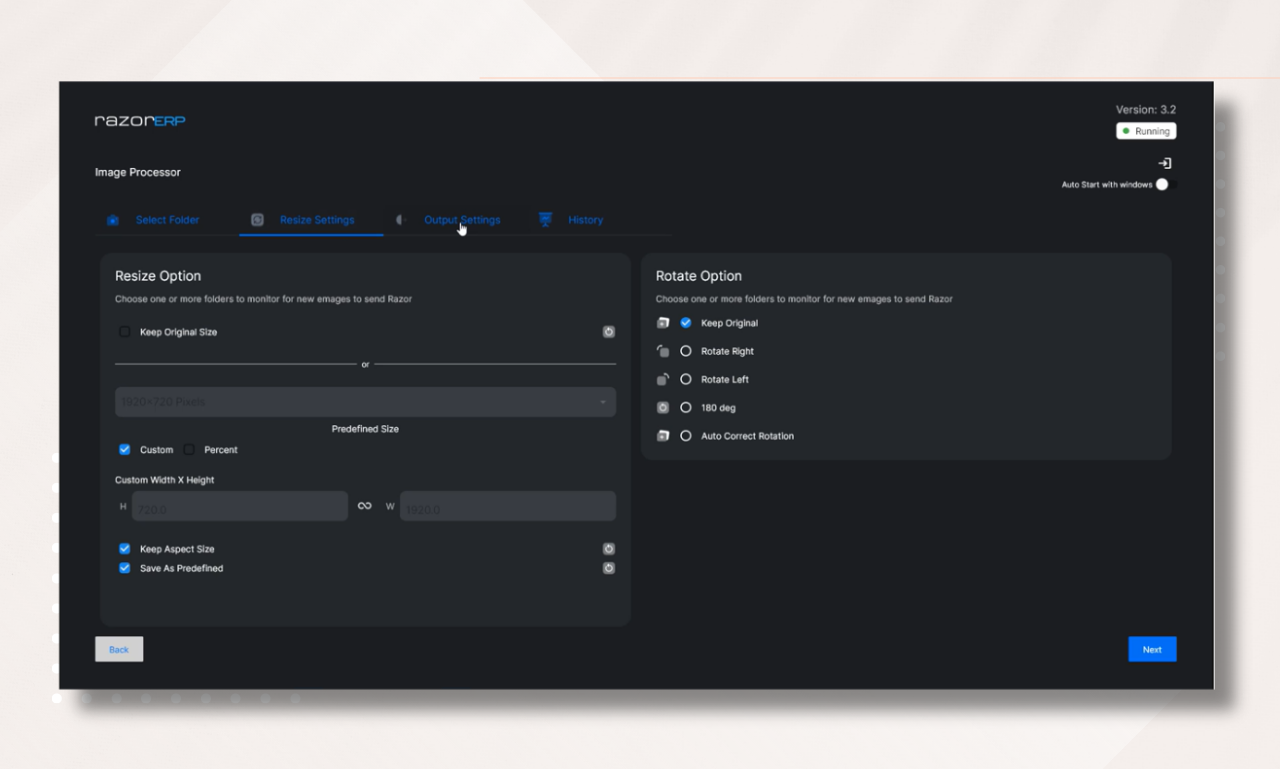 razorERP
Version: 3.2
Running
Image Processor
Auto Start with windows
Select Folder
Resize Settings
Output Settings
History
Resize Option
Choose one or more folders to monitor for new emages to send Razor
Keep Original Size
or
1920x720 Pixels
Predefined Size
Custom
Percent
Custom Width X Height
H
720.0
W
1920.0
Keep Aspect Size
Save As Predefined
Rotate Option
Choose one or more folders to monitor for new emages to send Razor
Keep Original
Rotate Right
Rotate Left
180 deg
Auto Correct Rotation
Back
Next